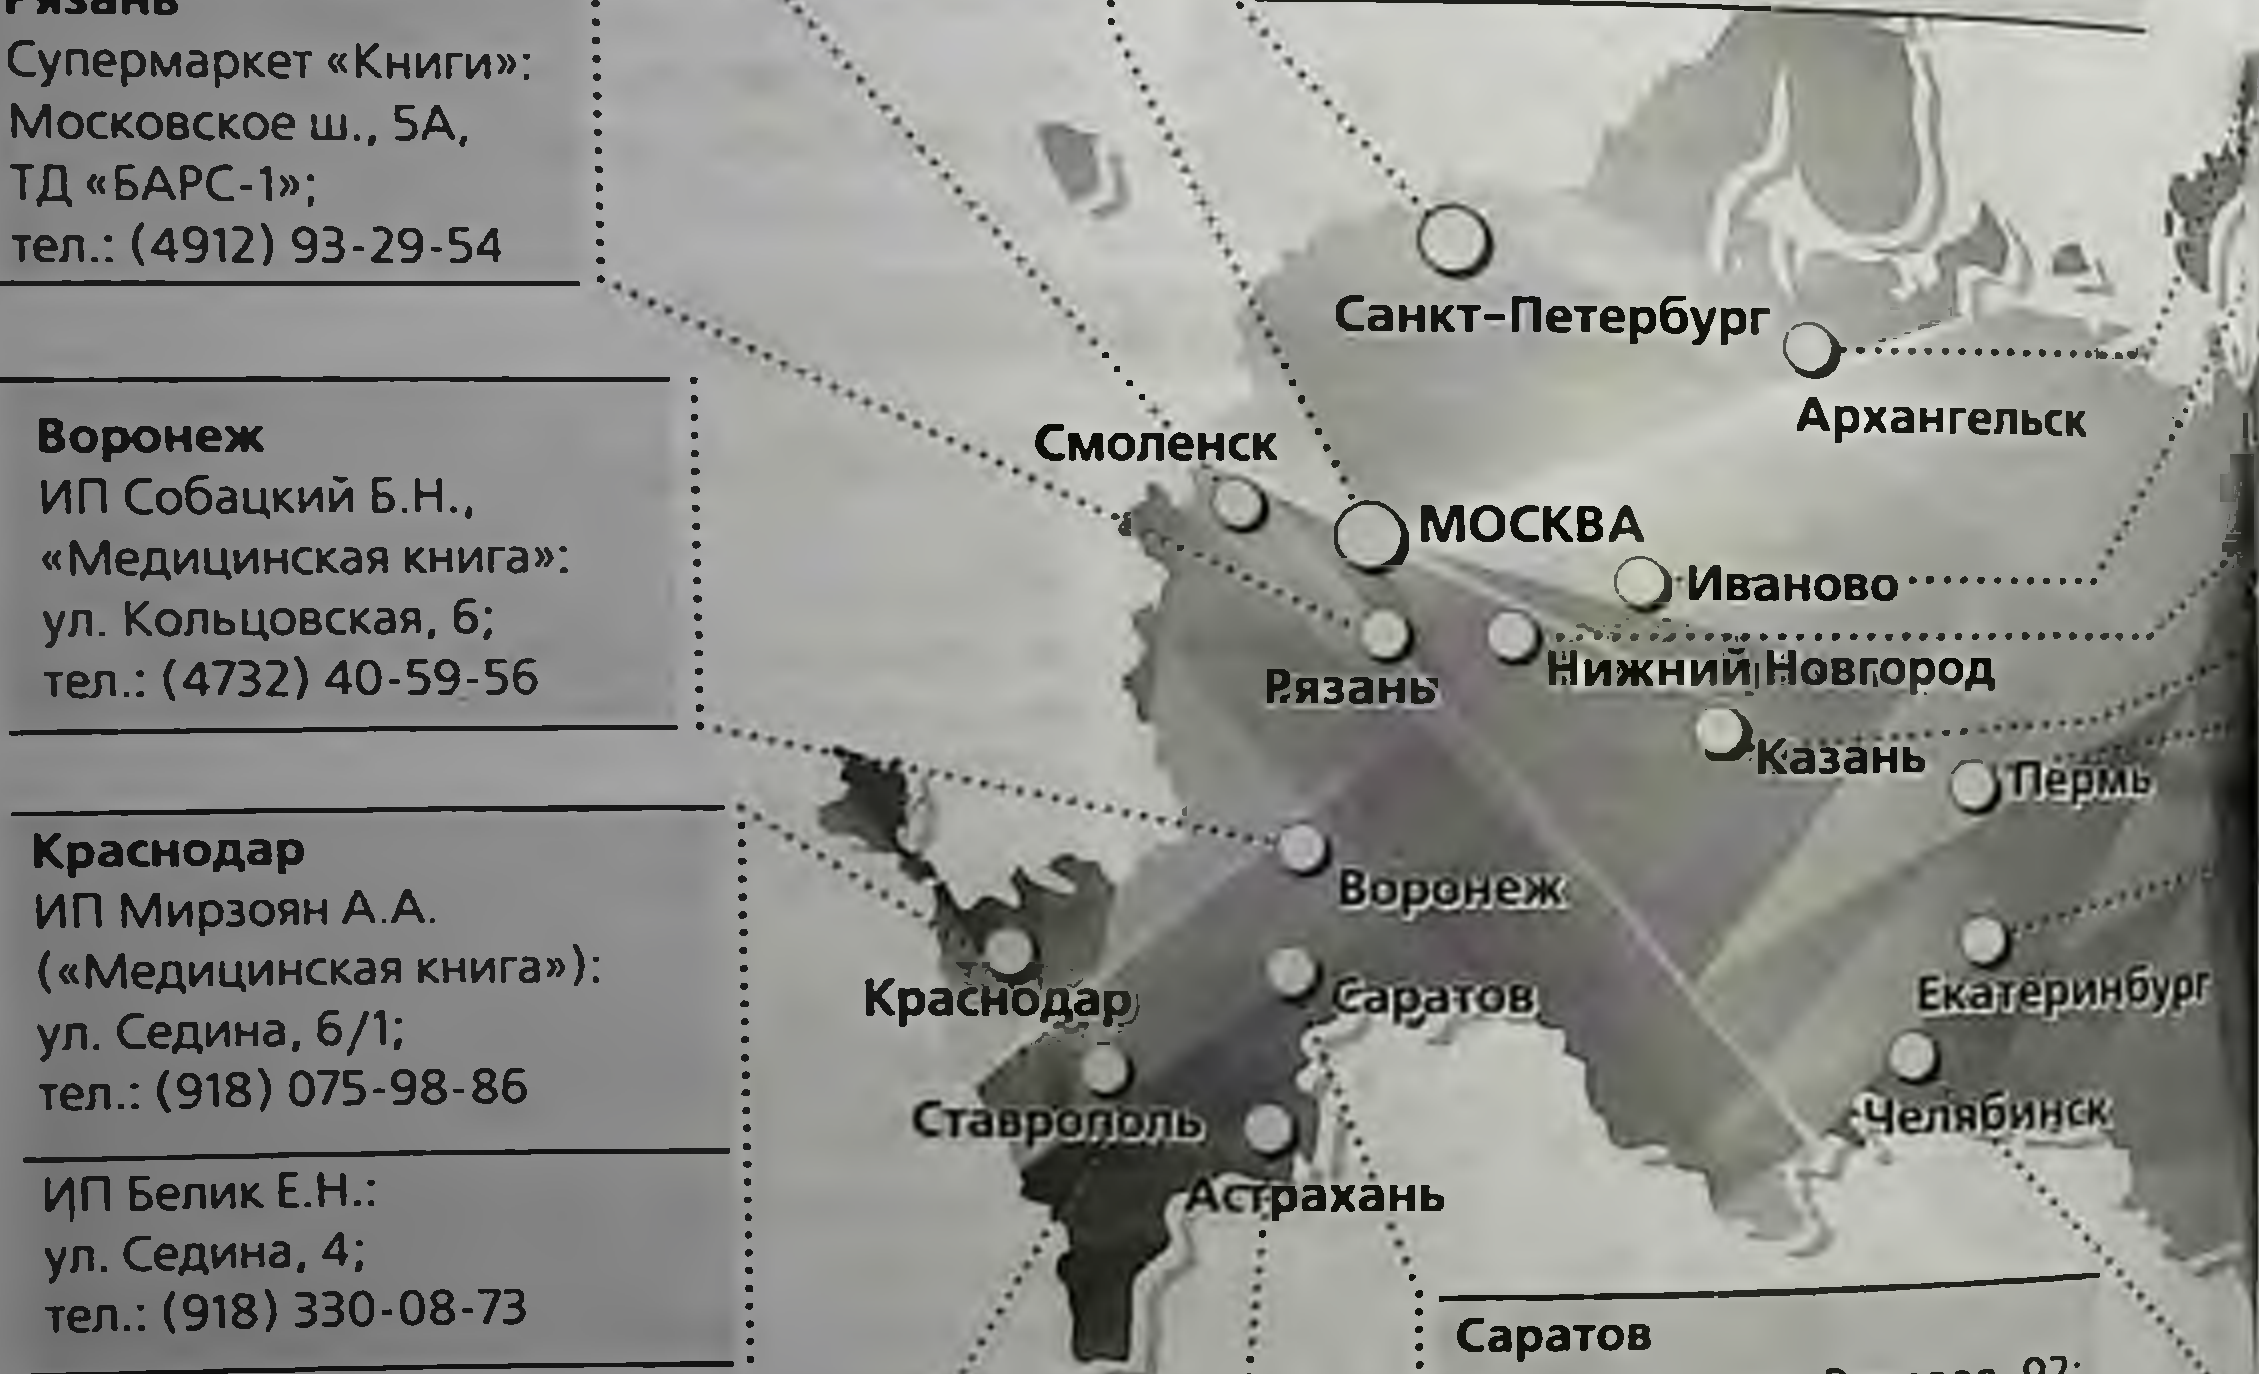 Рязань
Супермаркет «Книги»:
Московское ш., 5А,
ТД «БАРС-1»;
тел.: (4912) 93-29-54
Воронеж
ИП Собацкий Б.Н.,
«Медицинская книга»:
ул. Кольцовская, 6;
тел.: (4732) 40-59-56
Краснодар
ИП Мирзоян А.А.
(«Медицинская книга»):
ул. Седина, 6/1;
тел.: (918) 075-98-86
ИП Белик Е.Н.:
ул. Седина, 4;
тел.: (918) 330-08-73
Санкт-Петербург
Архангельск
Смоленск
МОСКВА
Иваново
Нижний Новгород
Рязань
Казань
Пермь
Воронеж
Екатеринбург
Саратов
Краснодар
Челябинск
Ставрополь
Астрахань
Саратов